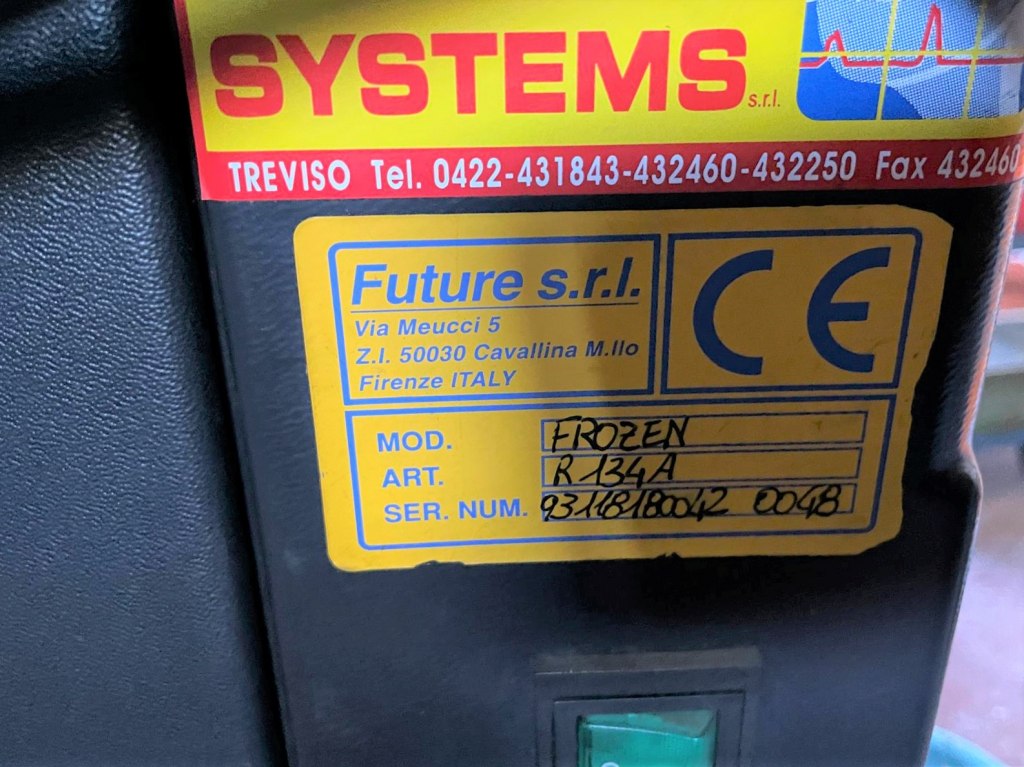 SYSTEMS s.r.l.
TREVISO Tel. 0422-431843-432460-432250 Fax 432460
Future s.r.l.
Via Meucci 5
Z.I. 50030 Cavallina M.llo
Firenze ITALY
CE
MOD. FROZEN
ART. R 134A
SER. NUM. 93118180042 0048